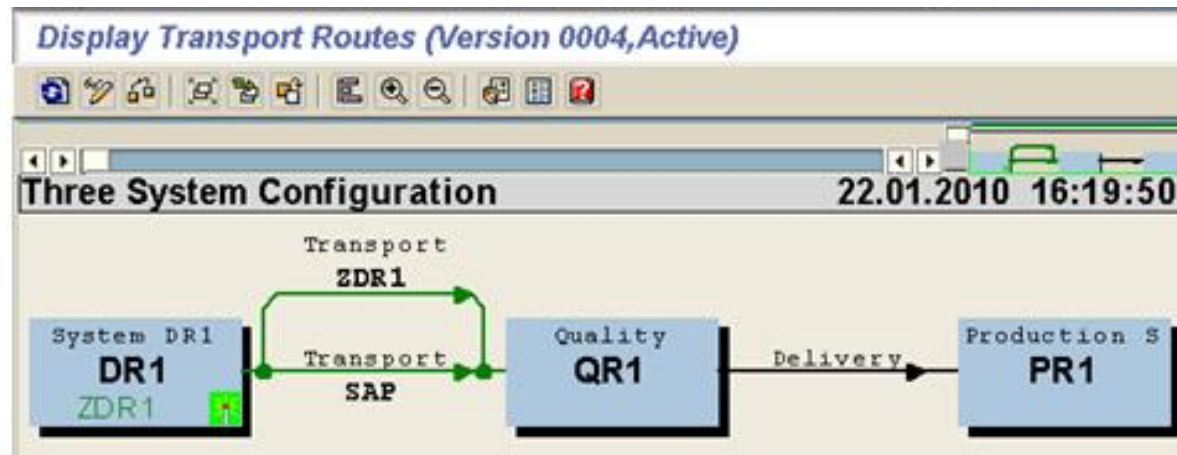 Display Transport Routes (Version 0004,Active)
Three System Configuration 22.01.2010 16:19:50
Transport
ZDR1
System DR1
DR1
ZDR1
Transport
SAP
Quality
QR1
Delivery
Production S
PR1